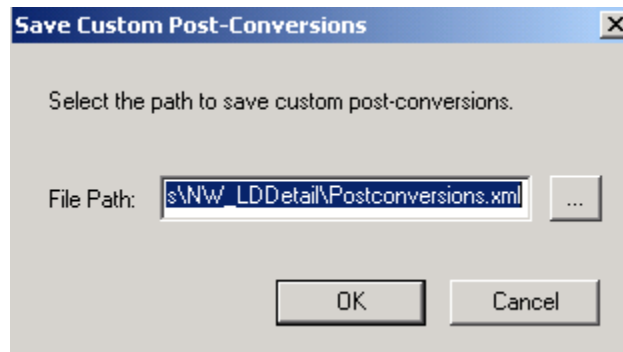 Save Custom Post-Conversions
Select the path to save custom post-conversions.
File Path: s\NW_LDDetail\Postconversions.xml ...
OK Cancel